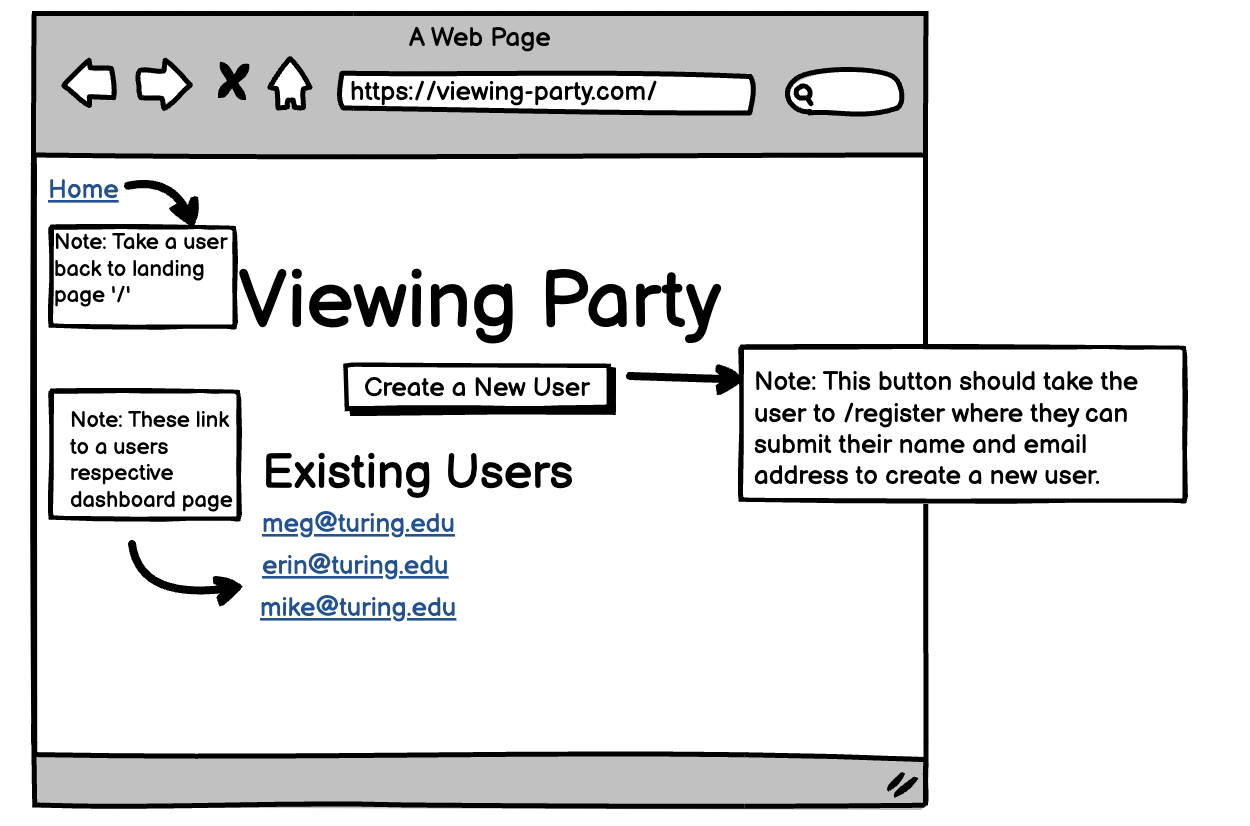 A Web Page
https://viewing-party.com/
Home
Note: Take a user
back to landing
page '/'
Viewing Party
Create a New User
Note: This button should take the
user to /register where they can
submit their name and email
address to create a new user.
Note: These link
to a users
respective
dashboard page
Existing Users
meg@turing.edu
erin@turing.edu
mike@turing.edu